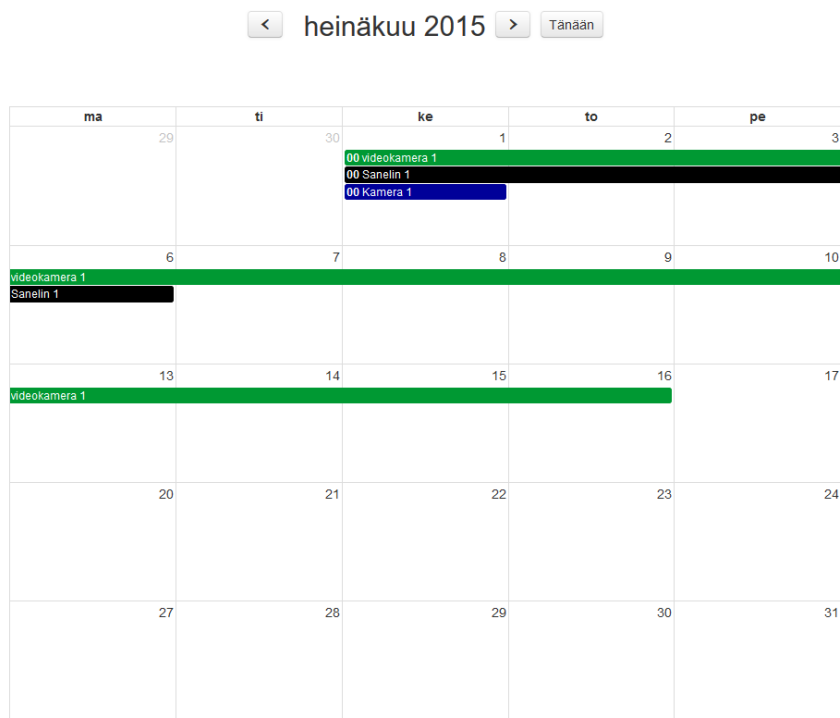 < heinäkuu 2015 > Tänään
ma ti ke to pe
29 30 1 2 3
00 videokamera 1
00 Sanelin 1
00 Kamera 1
6 7 8 9 10
videokamera 1
Sanelin 1
13 14 15 16 17
videokamera 1
20 21 22 23 24
27 28 29 30 31